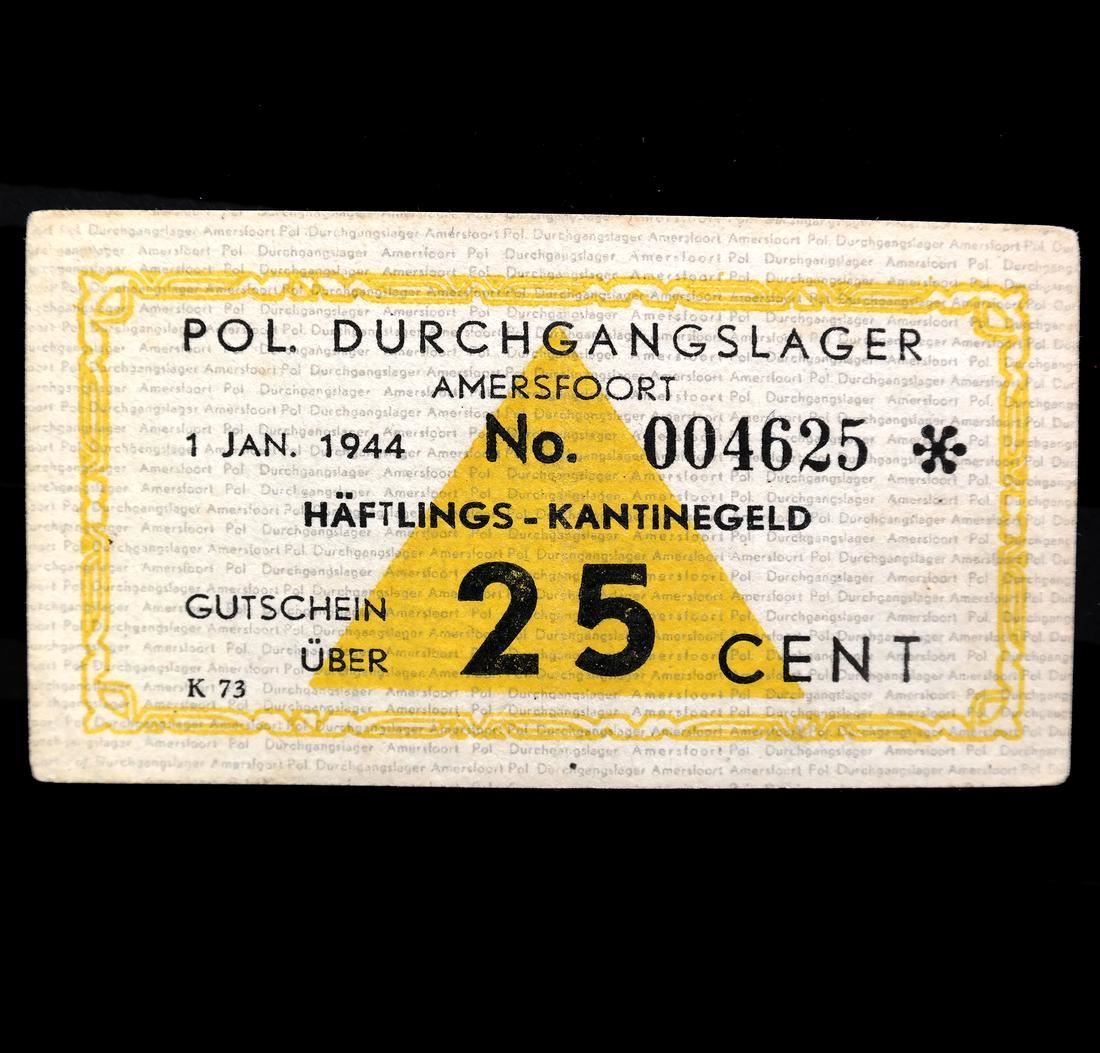 POL. DURCHGANGSLAGER
AMERSFOORT
1 JAN. 1944 No. 004625 *
HÄFTLINGS - KANTINEGELD
GUTSCHEIN
ÜBER 25 CENT
K 73